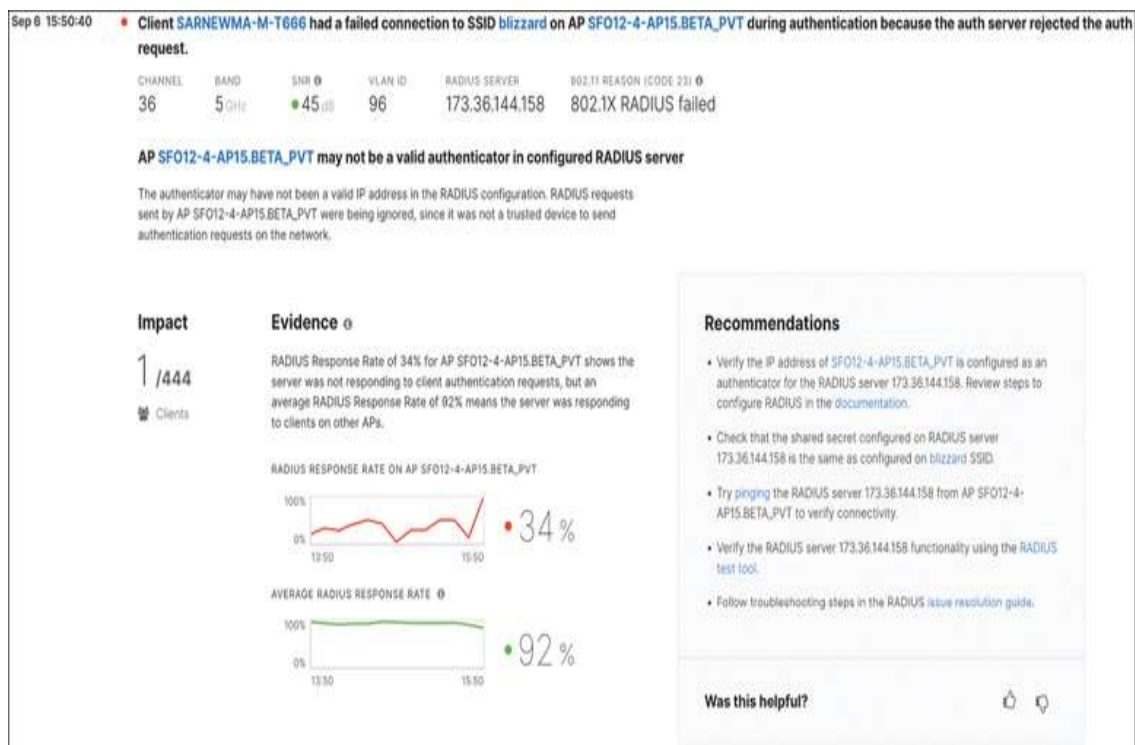 Sep 6 15:50:40
Client SARNEWMA-M-T666 had a failed connection to SSID blizzard on AP SFO12-4-AP15.BETA_PVT during authentication because the auth server rejected the auth
request.
CHANNEL BAND SNR VLAN ID RADIUS SERVER 802.11 REASON (CODE 23)
36 5 GHz 45 dB 96 173.36.144.158 802.1X RADIUS failed
AP SFO12-4-AP15.BETA_PVT may not be a valid authenticator in configured RADIUS server
The authenticator may have not been a valid IP address in the RADIUS configuration. RADIUS requests
sent by AP SFO12-4-AP15.BETA_PVT were being ignored, since it was not a trusted device to send
authentication requests on the network.
Impact
1 /444
Clients
Evidence
RADIUS Response Rate of 34% for AP SFO12-4-AP15.BETA_PVT shows the
server was not responding to client authentication requests, but an
average RADIUS Response Rate of 92% means the server was responding
to clients on other APs.
RADIUS RESPONSE RATE ON AP SFO12-4-AP15.BETA_PVT
100%
34 %
0%
13:50 15:50
AVERAGE RADIUS RESPONSE RATE
100%
92 %
0%
13:50 15:50
Recommendations
• Verify the IP address of SFO12-4-AP15.BETA_PVT is configured as an
authenticator for the RADIUS server 173.36.144.158. Review steps to
configure RADIUS in the documentation.
• Check that the shared secret configured on RADIUS server
173.36.144.158 is the same as configured on blizzard SSID.
• Try pinging the RADIUS server 173.36.144.158 from AP SFO12-4-
AP15.BETA_PVT to verify connectivity.
• Verify the RADIUS server 173.36.144.158 functionality using the RADIUS
test tool.
• Follow troubleshooting steps in the RADIUS issue resolution guide.
Was this helpful?